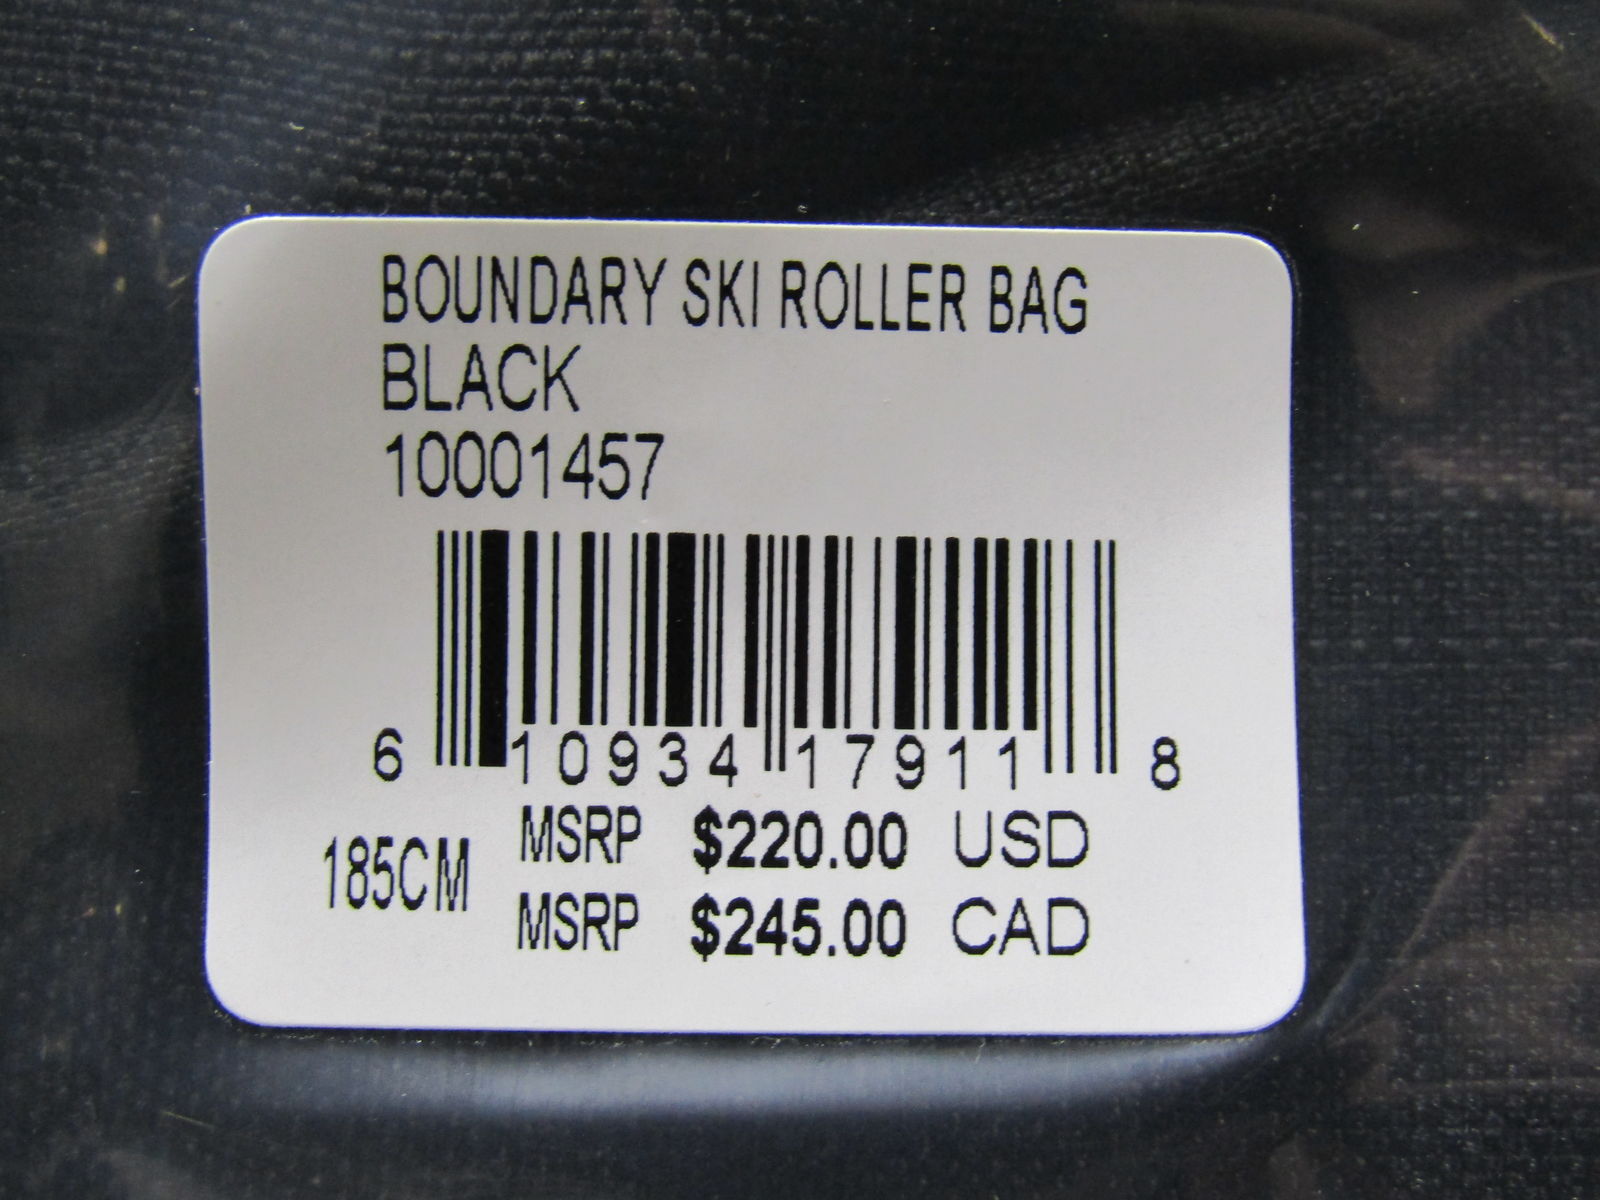 BOUNDARY SKI ROLLER BAG
BLACK
10001457
6 10934 17911 8
185CM
MSRP $220.00 USD
MSRP $245.00 CAD